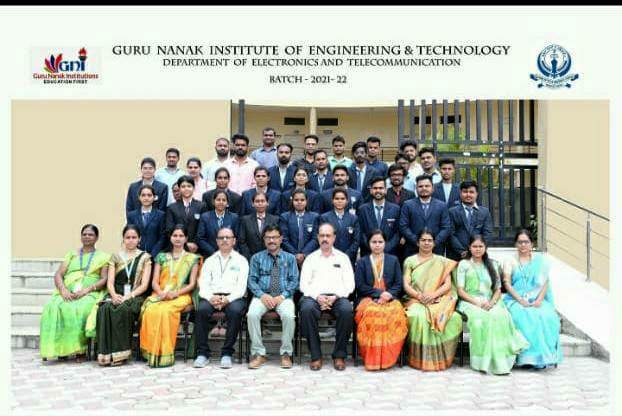 GURU NANAK INSTITUTE OF ENGINEERING & TECHNOLOGY
DEPARTMENT OF ELECTRONICS AND TELECOMMUNICATION
BATCH - 2021-22
GNI
Guru Nanak Institutions
EDUCATION FIRST